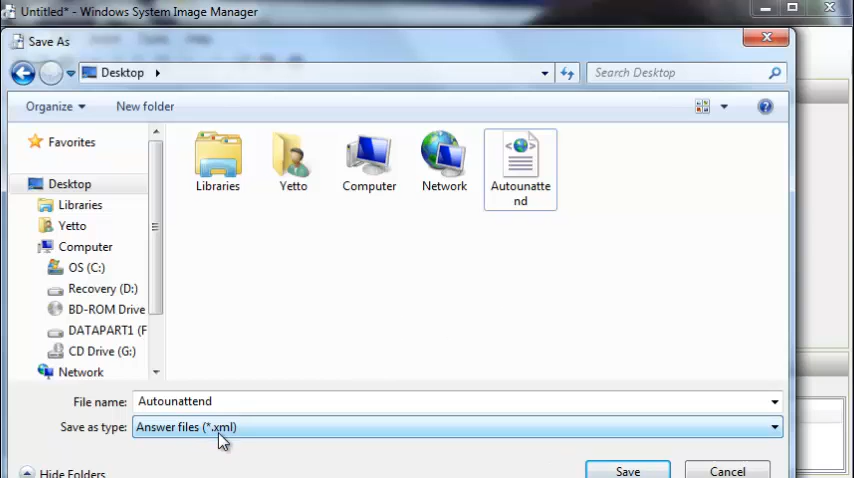 Untitled* - Windows System Image Manager
Save As
Desktop
Search Desktop
Organize
New folder
Favorites
Desktop
Libraries
Yetto
Computer
OS (C:)
Recovery (D:)
BD-ROM Drive
DATAPART1 (F
CD Drive (G:)
Network
Libraries
Yetto
Computer
Network
Autounatte
nd
File name:
Autounattend
Save as type:
Answer files (*.xml)
Hide Folders
Save
Cancel